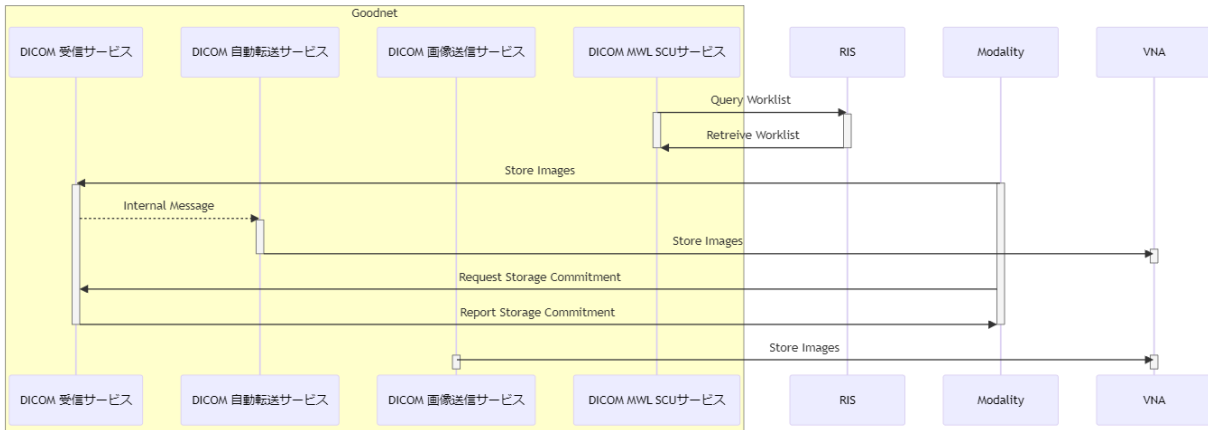 Goodnet
DICOM 受信サービス
DICOM 自動転送サービス
DICOM 画像送信サービス
DICOM MWL SCUサービス
RIS
Modality
VNA
Query Worklist
Retreive Worklist
Store Images
Internal Message
Store Images
Request Storage Commitment
Report Storage Commitment
Store Images
DICOM 受信サービス
DICOM 自動転送サービス
DICOM 画像送信サービス
DICOM MWL SCUサービス
RIS
Modality
VNA